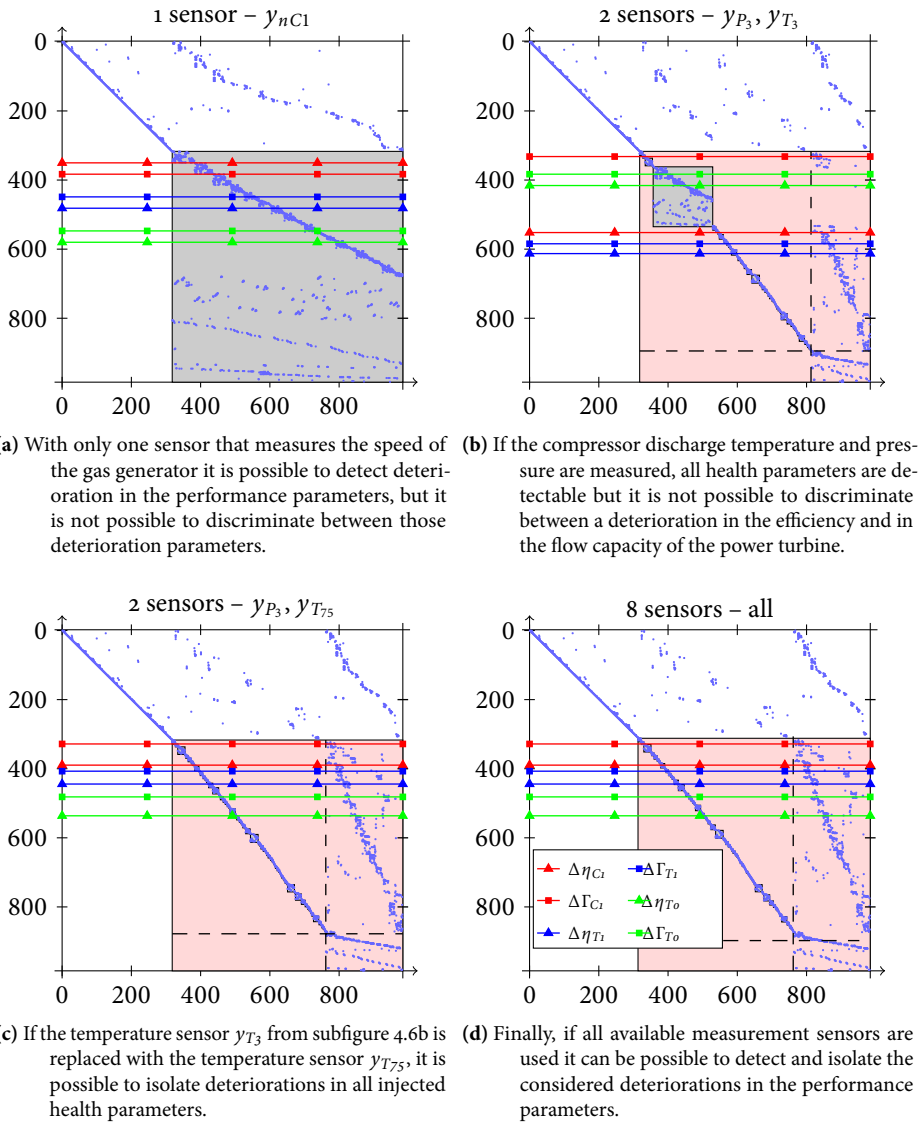 1 sensor – y_{nC1}
0
200
400
600
800
0 200 400 600 800
(a) With only one sensor that measures the speed of
the gas generator it is possible to detect deteri-
oration in the performance parameters, but it
is not possible to discriminate between those
deterioration parameters.
2 sensors – y_{P_3}, y_{T_3}
0
200
400
600
800
0 200 400 600 800
(b) If the compressor discharge temperature and pres-
sure are measured, all health parameters are de-
tectable but it is not possible to discriminate
between a deterioration in the efficiency and in
the flow capacity of the power turbine.
2 sensors – y_{P_3}, y_{T_{75}}
0
200
400
600
800
0 200 400 600 800
(c) If the temperature sensor y_{T_3} from subfigure 4.6b is
replaced with the temperature sensor y_{T_{75}}, it is
possible to isolate deteriorations in all injected
health parameters.
8 sensors – all
0
200
400
600
800
Δη_{C1} ΔΓ_{T1}
ΔΓ_{C1} Δη_{T0}
Δη_{T1} ΔΓ_{T0}
0 200 400 600 800
(d) Finally, if all available measurement sensors are
used it can be possible to detect and isolate the
considered deteriorations in the performance
parameters.